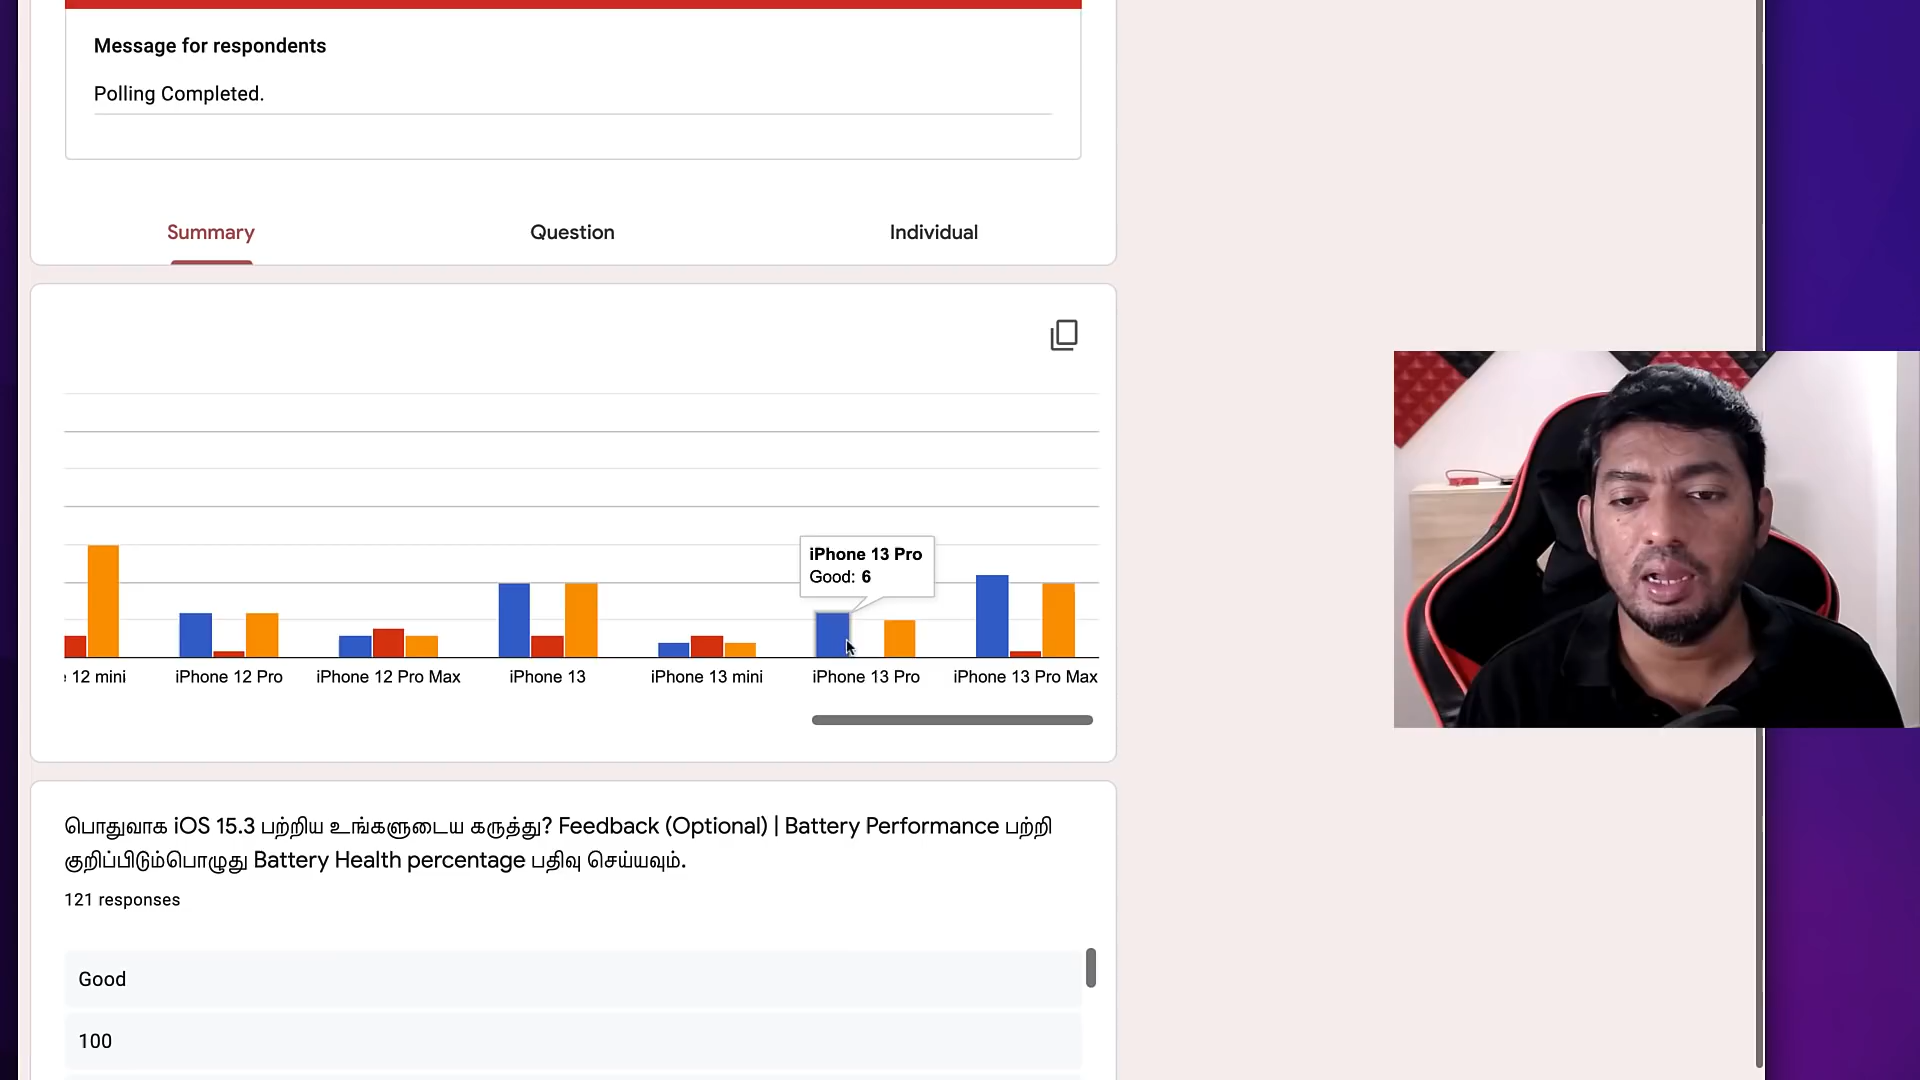 Message for respondents
Polling Completed.
Summary
Question
Individual
iPhone 13 Pro
Good: 6
12 mini
iPhone 12 Pro
iPhone 12 Pro Max
iPhone 13
iPhone 13 mini
iPhone 13 Pro
iPhone 13 Pro Max
பொதுவாக iOS 15.3 பற்றிய உங்களுடைய கருத்து? Feedback (Optional) | Battery Performance பற்றி
குறிப்பிடும்பொழுது Battery Health percentage பதிவு செய்யவும்.
121 responses
Good
100